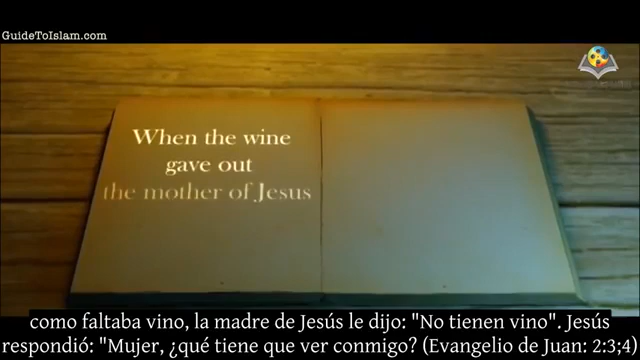 GuideToIslam.com
When the wine
gave out
the mother of Jesus
como faltaba vino, la madre de Jesús le dijo: "No tienen vino". Jesús
respondió: "Mujer, ¿qué tiene que ver conmigo? (Evangelio de Juan: 2:3;4)